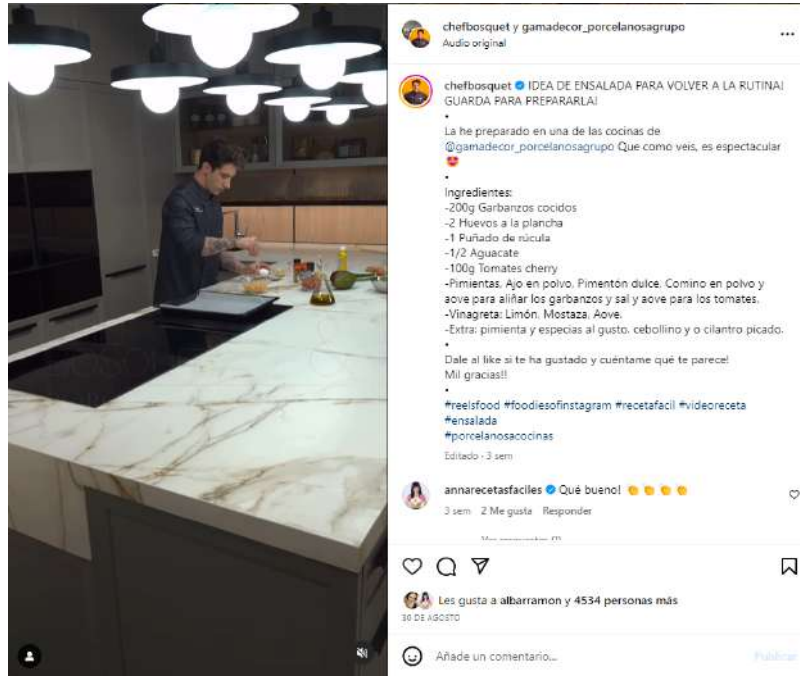 chefbosquet y gamadecor_porcelanosagrupo
Audio original
chefbosquet IDEA DE ENSALADA PARA VOLVER A LA RUTINA!
GUARDA PARA PREPARARLA!
•
La he preparado en una de las cocinas de
@gamadecor_porcelanosagrupo Que como veis, es espectacular
😍
•
Ingredientes:
-200g Garbanzos cocidos
-2 Huevos a la plancha
-1 Puñado de rúcula
-1/2 Aguacate
-100g Tomates cherry
-Pimientas, Ajo en polvo, Pimentón dulce, Comino en polvo y
aove para aliñar los garbanzos y sal y aove para los tomates.
-Vinagreta: Limón, Mostaza, Aove.
-Extra: pimienta y especias al gusto, cebollino y o cilantro picado.
•
Dale al like si te ha gustado y cuéntame qué te parece!
Mil gracias!!
•
#reelsfood #foodiesofinstagram #recetafacil #videoreceta
#ensalada
#porcelanosacocinas
Editado · 3 sem
annarecetasfaciles Qué bueno! 👏👏👏👏
3 sem 2 Me gusta Responder
Les gusta a albarramon y 4534 personas más
30 DE AGOSTO
Añade un comentario...
Publicar